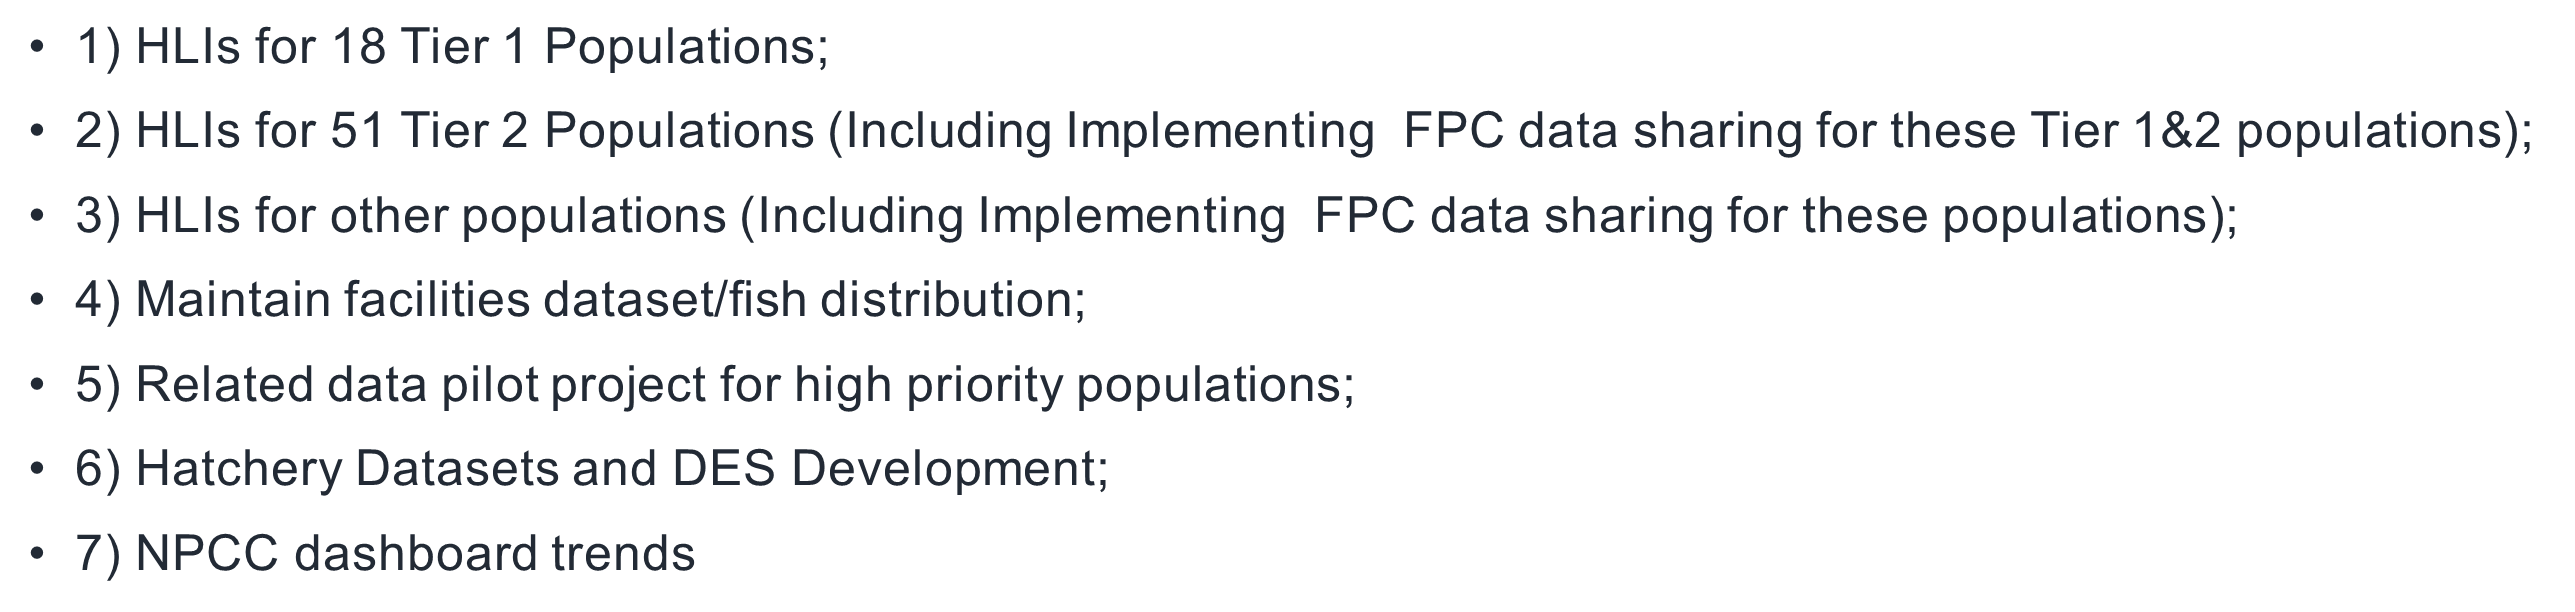 • 1) HLIs for 18 Tier 1 Populations;
• 2) HLIs for 51 Tier 2 Populations (Including Implementing  FPC data sharing for these Tier 1&2 populations);
• 3) HLIs for other populations (Including Implementing  FPC data sharing for these populations);
• 4) Maintain facilities dataset/fish distribution;
• 5) Related data pilot project for high priority populations;
• 6) Hatchery Datasets and DES Development;
• 7) NPCC dashboard trends